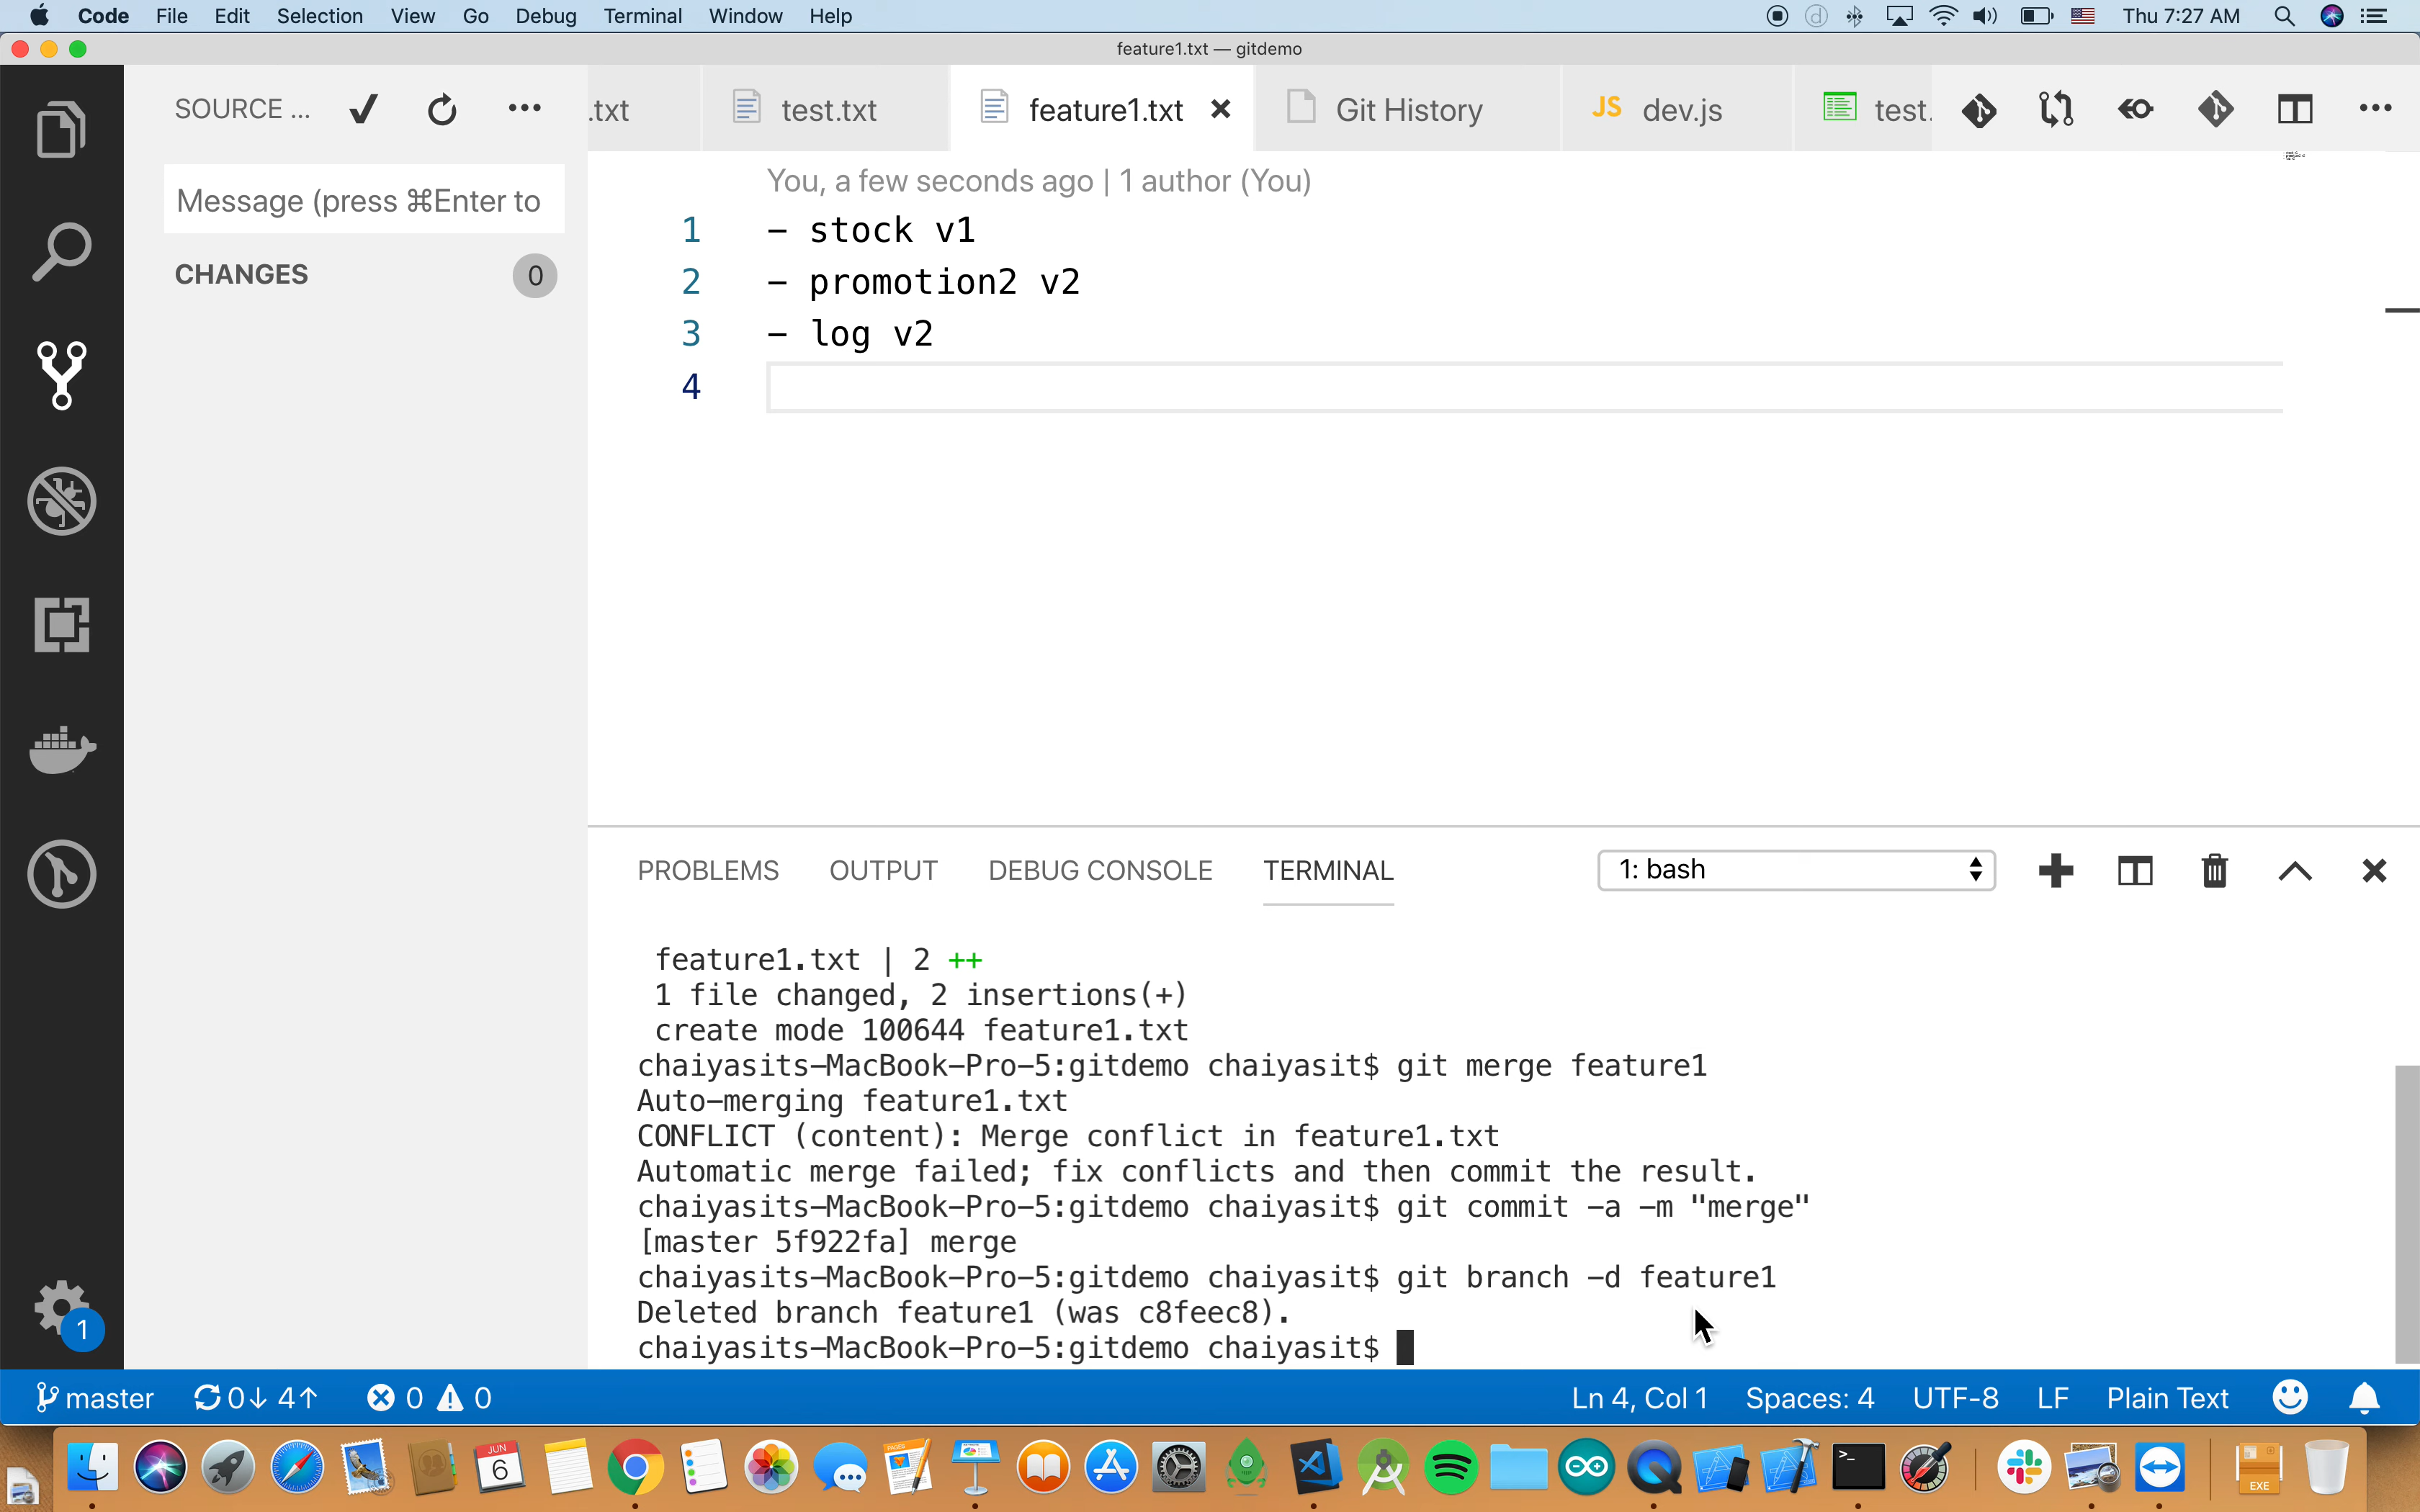 Code File Edit Selection View Go Debug Terminal Window Help Thu 7:27 AM
feature1.txt — gitdemo
SOURCE ... .txt test.txt feature1.txt Git History JS dev.js test.
Message (press ⌘Enter to
CHANGES 0
You, a few seconds ago | 1 author (You)
1 - stock v1
2 - promotion2 v2
3 - log v2
4
PROBLEMS OUTPUT DEBUG CONSOLE TERMINAL 1: bash
feature1.txt | 2 ++
1 file changed, 2 insertions(+)
create mode 100644 feature1.txt
chaiyasits-MacBook-Pro-5:gitdemo chaiyasit$ git merge feature1
Auto-merging feature1.txt
CONFLICT (content): Merge conflict in feature1.txt
Automatic merge failed; fix conflicts and then commit the result.
chaiyasits-MacBook-Pro-5:gitdemo chaiyasit$ git commit -a -m "merge"
[master 5f922fa] merge
chaiyasits-MacBook-Pro-5:gitdemo chaiyasit$ git branch -d feature1
Deleted branch feature1 (was c8feec8).
chaiyasits-MacBook-Pro-5:gitdemo chaiyasit$
1
master 0↓ 4↑ 0 0 Ln 4, Col 1 Spaces: 4 UTF-8 LF Plain Text
JUN
6
PAGES
EXE